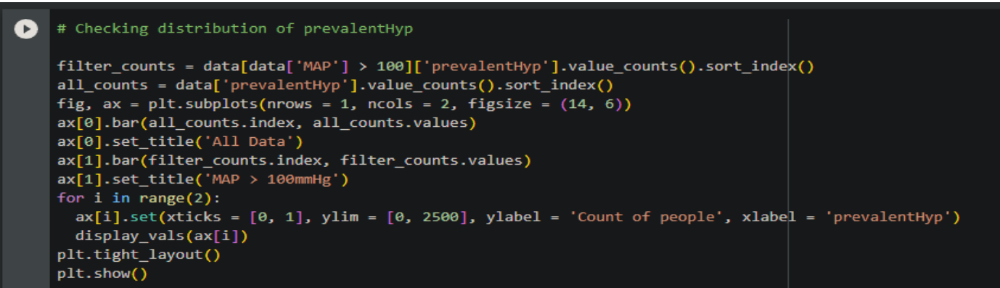 # Checking distribution of prevalentHyp
filter_counts = data[data['MAP'] > 100]['prevalentHyp'].value_counts().sort_index()
all_counts = data['prevalentHyp'].value_counts().sort_index()
fig, ax = plt.subplots(nrows = 1, ncols = 2, figsize = (14, 6))
ax[0].bar(all_counts.index, all_counts.values)
ax[0].set_title('All Data')
ax[1].bar(filter_counts.index, filter_counts.values)
ax[1].set_title('MAP > 100mmHg')
for i in range(2):
  ax[i].set(xticks = [0, 1], ylim = [0, 2500], ylabel = 'Count of people', xlabel = 'prevalentHyp')
  display_vals(ax[i])
plt.tight_layout()
plt.show()